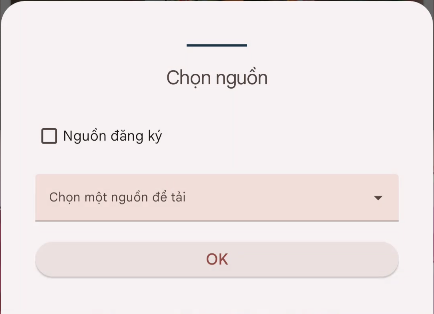 Chọn nguồn
Nguồn đăng ký
Chọn một nguồn để tải
OK